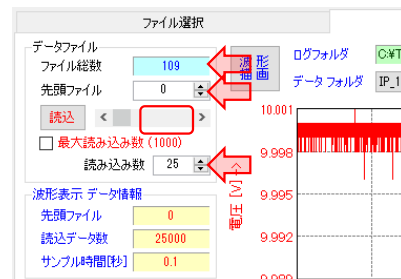 ファイル選択
データファイル
ファイル総数 109
先頭ファイル 0
読込
最大読み込み数 (1000)
読み込み数 25
波形表示 データ情報
先頭ファイル 0
読込データ数 25000
サンプル時間[秒] 0.1
波形描画
ログフォルダ C:¥T
データ フォルダ IP_1
10.001
9.998
9.995
9.992
電圧 [V]